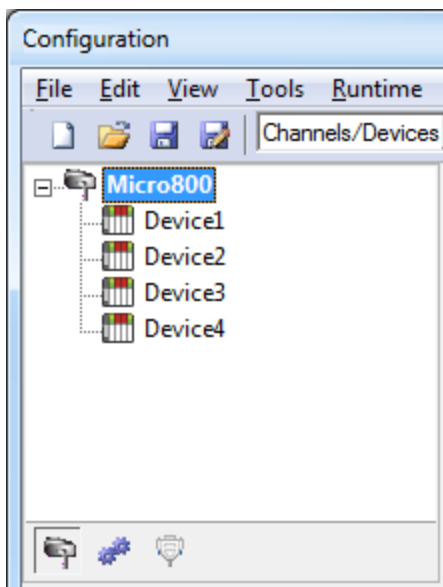 Configuration
File Edit View Tools Runtime
Channels/Devices
Micro800
Device1
Device2
Device3
Device4